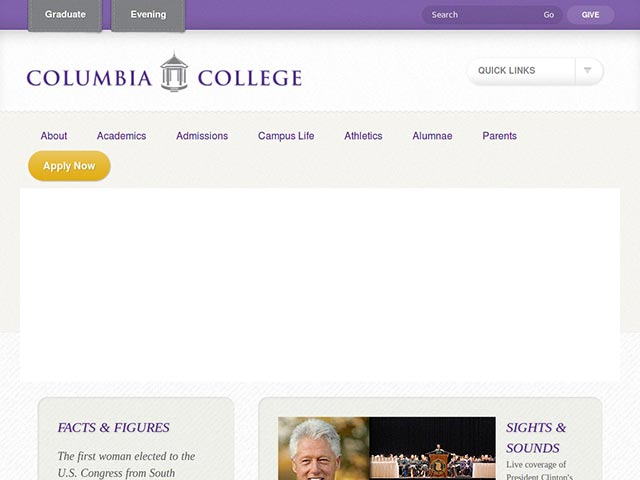 Graduate
Evening
Search
Go
GIVE
COLUMBIA COLLEGE
QUICK LINKS
About
Academics
Admissions
Campus Life
Athletics
Alumnae
Parents
Apply Now
FACTS & FIGURES
The first woman elected to the
U.S. Congress from South
SIGHTS &
SOUNDS
Live coverage of
President Clinton's